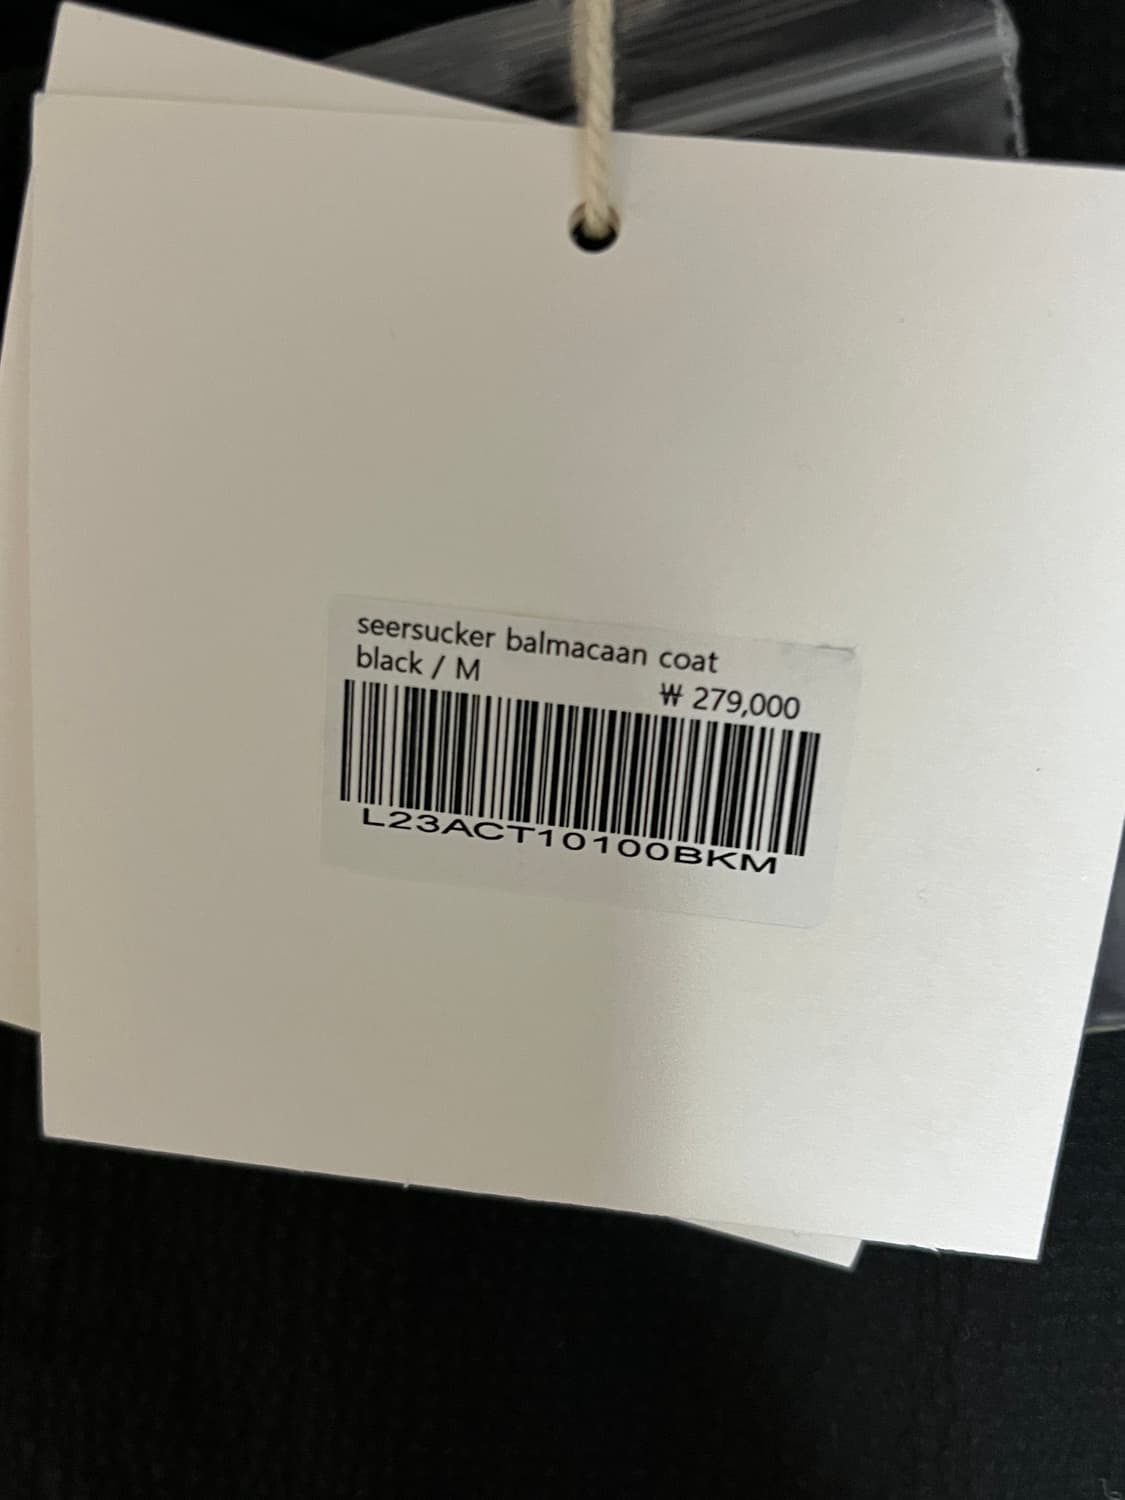 seersucker balmacaan coat
black / M
₩ 279,000
L23ACT10100BKM